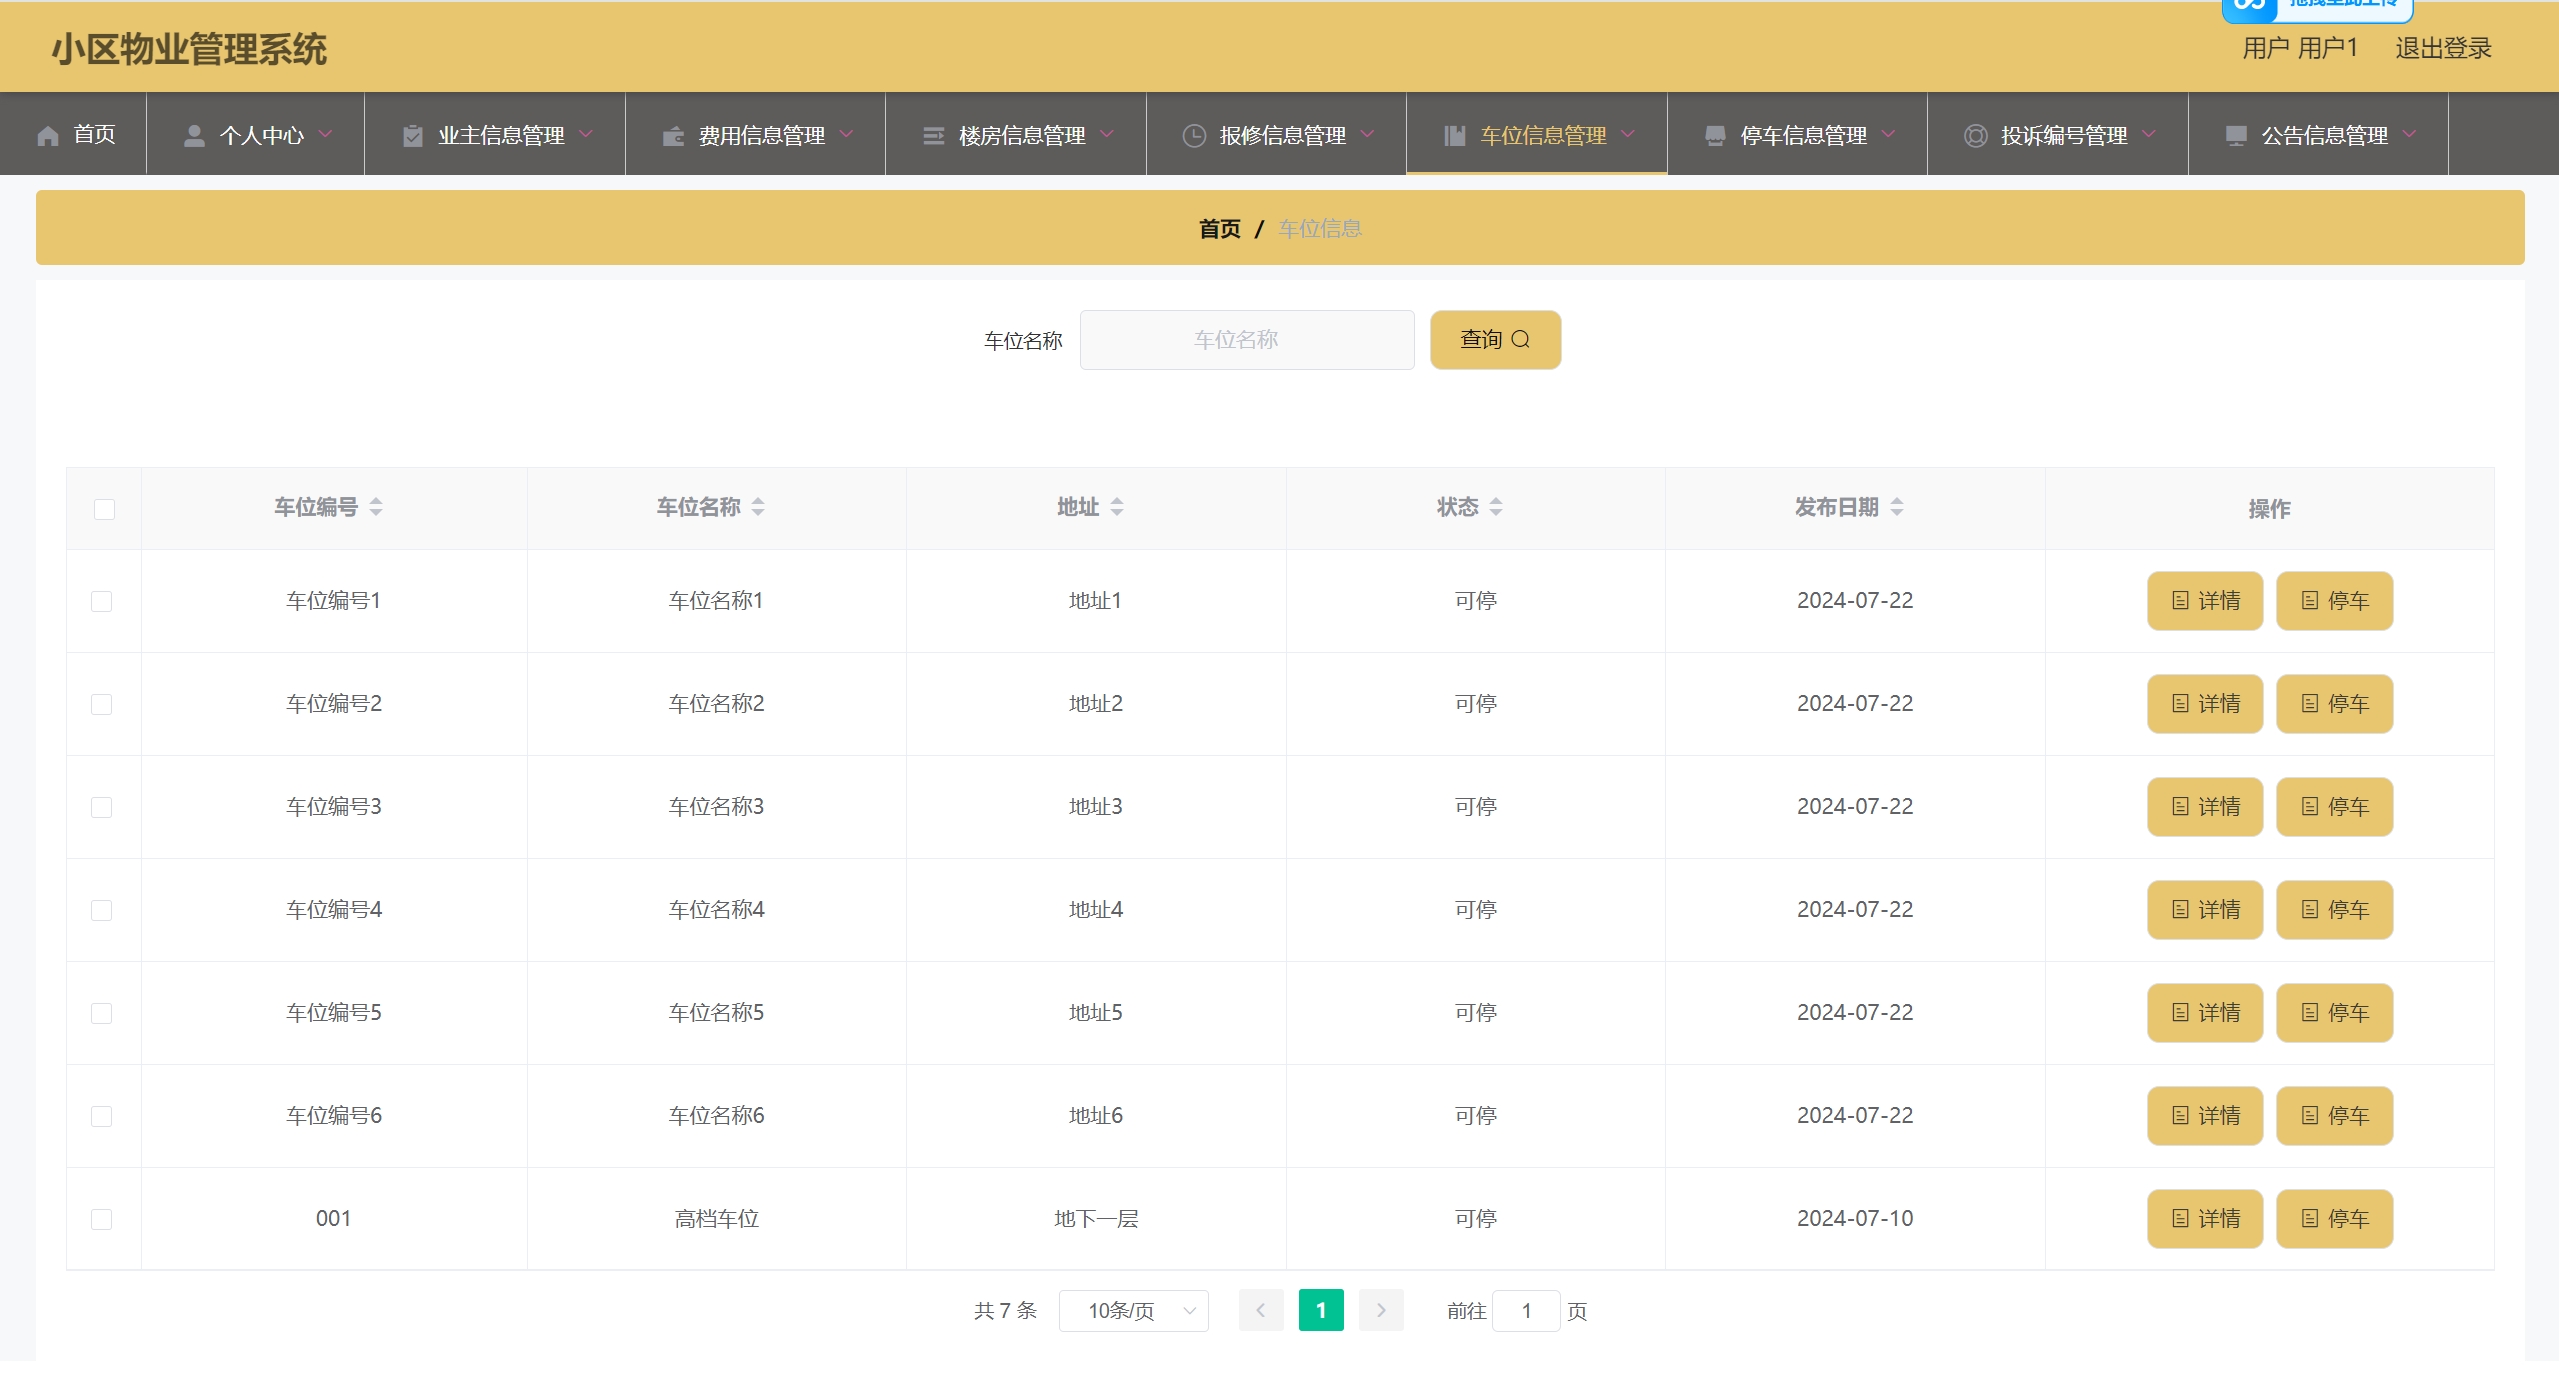 拖拽至此上传
小区物业管理系统
用户 用户1 退出登录
首页 个人中心 业主信息管理 费用信息管理 楼房信息管理 报修信息管理 车位信息管理 停车信息管理 投诉编号管理 公告信息管理
首页 / 车位信息
车位名称 车位名称 查询
车位编号 车位名称 地址 状态 发布日期 操作
车位编号1 车位名称1 地址1 可停 2024-07-22 详情 停车
车位编号2 车位名称2 地址2 可停 2024-07-22 详情 停车
车位编号3 车位名称3 地址3 可停 2024-07-22 详情 停车
车位编号4 车位名称4 地址4 可停 2024-07-22 详情 停车
车位编号5 车位名称5 地址5 可停 2024-07-22 详情 停车
车位编号6 车位名称6 地址6 可停 2024-07-22 详情 停车
001 高档车位 地下一层 可停 2024-07-10 详情 停车
共 7 条 10条/页 1 前往 1 页